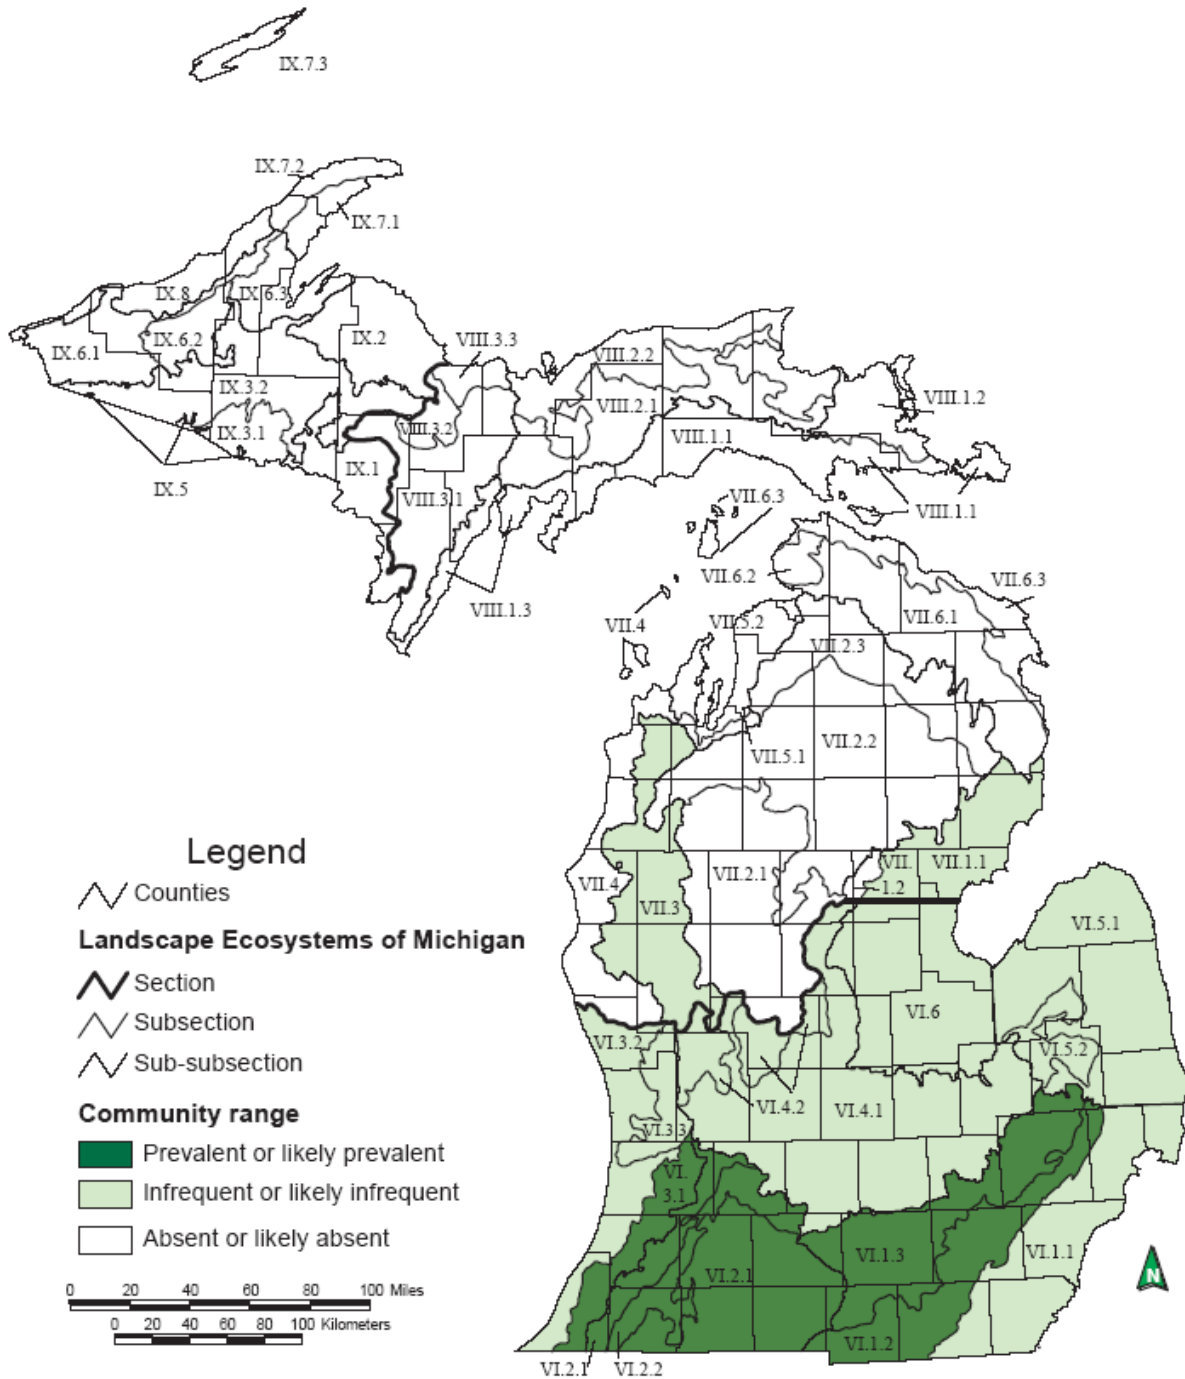 IX.7.3
IX.7.2
IX.7.1
IX.8
IX.6.3
IX.6.2
IX.2
IX.6.1
VIII.3.3
VIII.2.2
IX.3.2
VIII.2.1
VIII.1.2
IX.3.1
VIII.3.2
VIII.1.1
IX.1
IX.5
VIII.3.1
VII.6.3
VIII.1.1
VII.6.2
VII.6.3
VIII.1.3
VII.6.1
VII.4
VII.5.2
VII.2.3
VII.5.1
VII.2.2
Legend
Counties
Landscape Ecosystems of Michigan
Section
Subsection
Sub-subsection
Community range
Prevalent or likely prevalent
Infrequent or likely infrequent
Absent or likely absent
0 20 40 60 80 100 Miles
0 20 40 60 80 100 Kilometers
VII.4
VII.3
VII.2.1
VII.
1.2
VII.1.1
VI.5.1
VI.6
VI.3.2
VI.5.2
VI.4.2
VI.4.1
VI.3.3
VI.
3.1
VI.1.1
VI.1.3
VI.2.1
VI.1.2
VI.2.1
VI.2.2
N